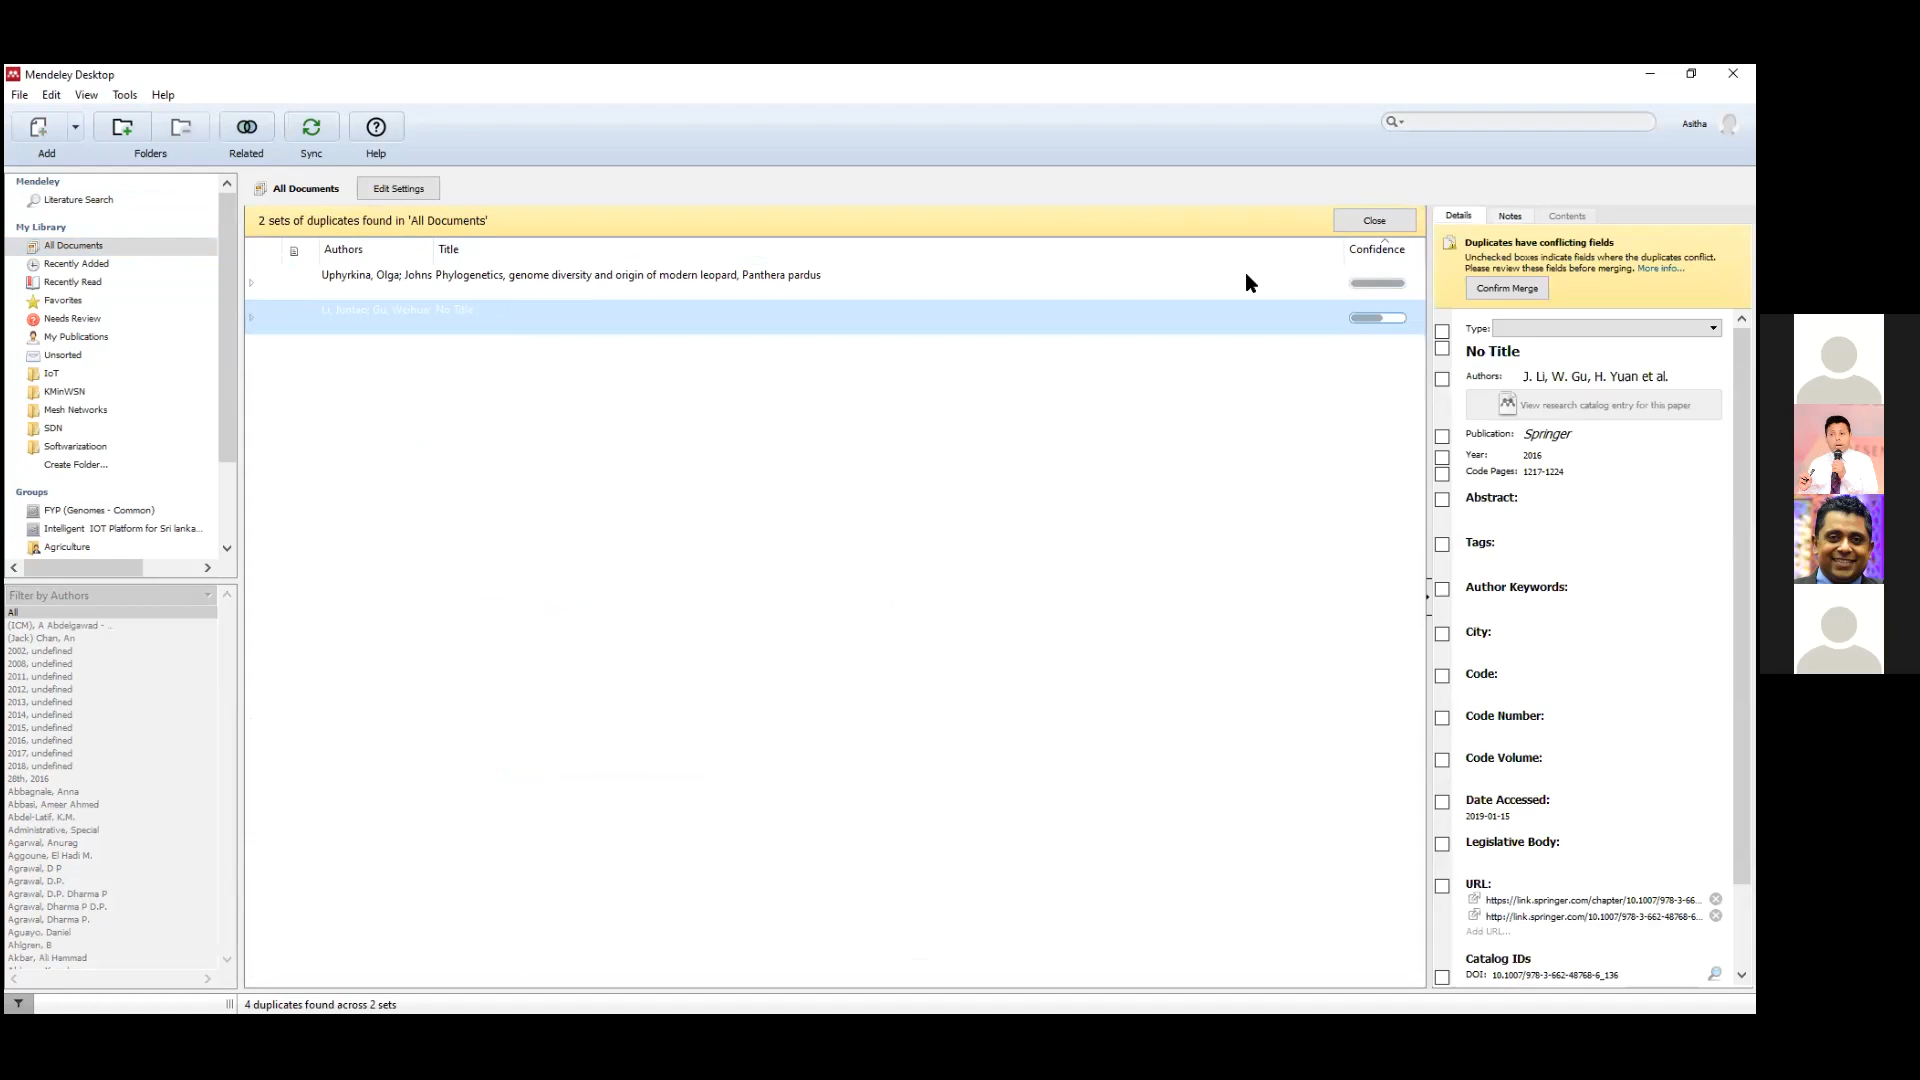 Mendeley Desktop
File Edit View Tools Help
Add Folders Related Sync Help
Asitha
Mendeley
Literature Search
My Library
All Documents
Recently Added
Recently Read
Favorites
Needs Review
My Publications
Unsorted
IoT
KMinWSN
Mesh Networks
SDN
Softwarizatioon
Create Folder...
Groups
FYP (Genomes - Common)
Intelligent IOT Platform for Sri lanka...
Agriculture
Filter by Authors
All
(ICM), A Abdelgawad - ...
(Jack) Chan, An
2002, undefined
2008, undefined
2011, undefined
2012, undefined
2013, undefined
2014, undefined
2015, undefined
2016, undefined
2017, undefined
2018, undefined
28th, 2016
Abbagnale, Anna
Abbasi, Ameer Ahmed
Abdel-Latif, K.M.
Administrative, Special
Agarwal, Anurag
Aggoune, El Hadi M.
Agrawal, D P
Agrawal, D.P.
Agrawal, D.P. Dharma P
Agrawal, Dharma P D.P.
Agrawal, Dharma P.
Aguayo, Daniel
Ahlgren, B
Akbar, Ali Hammad
All Documents Edit Settings
2 sets of duplicates found in 'All Documents' Close
Authors Title Confidence
Uphyrkina, Olga; Johns Phylogenetics, genome diversity and origin of modern leopard, Panthera pardus
Li, Juntao; Gu, Weihua; No Title
4 duplicates found across 2 sets
Details Notes Contents
Duplicates have conflicting fields
Unchecked boxes indicate fields where the duplicates conflict.
Please review these fields before merging. More info...
Confirm Merge
Type:
No Title
Authors: J. Li, W. Gu, H. Yuan et al.
View research catalog entry for this paper
Publication: Springer
Year: 2016
Code Pages: 1217-1224
Abstract:
Tags:
Author Keywords:
City:
Code:
Code Number:
Code Volume:
Date Accessed:
2019-01-15
Legislative Body:
URL:
https://link.springer.com/chapter/10.1007/978-3-66...
http://link.springer.com/10.1007/978-3-662-48768-6...
Add URL...
Catalog IDs
DOI: 10.1007/978-3-662-48768-6_136